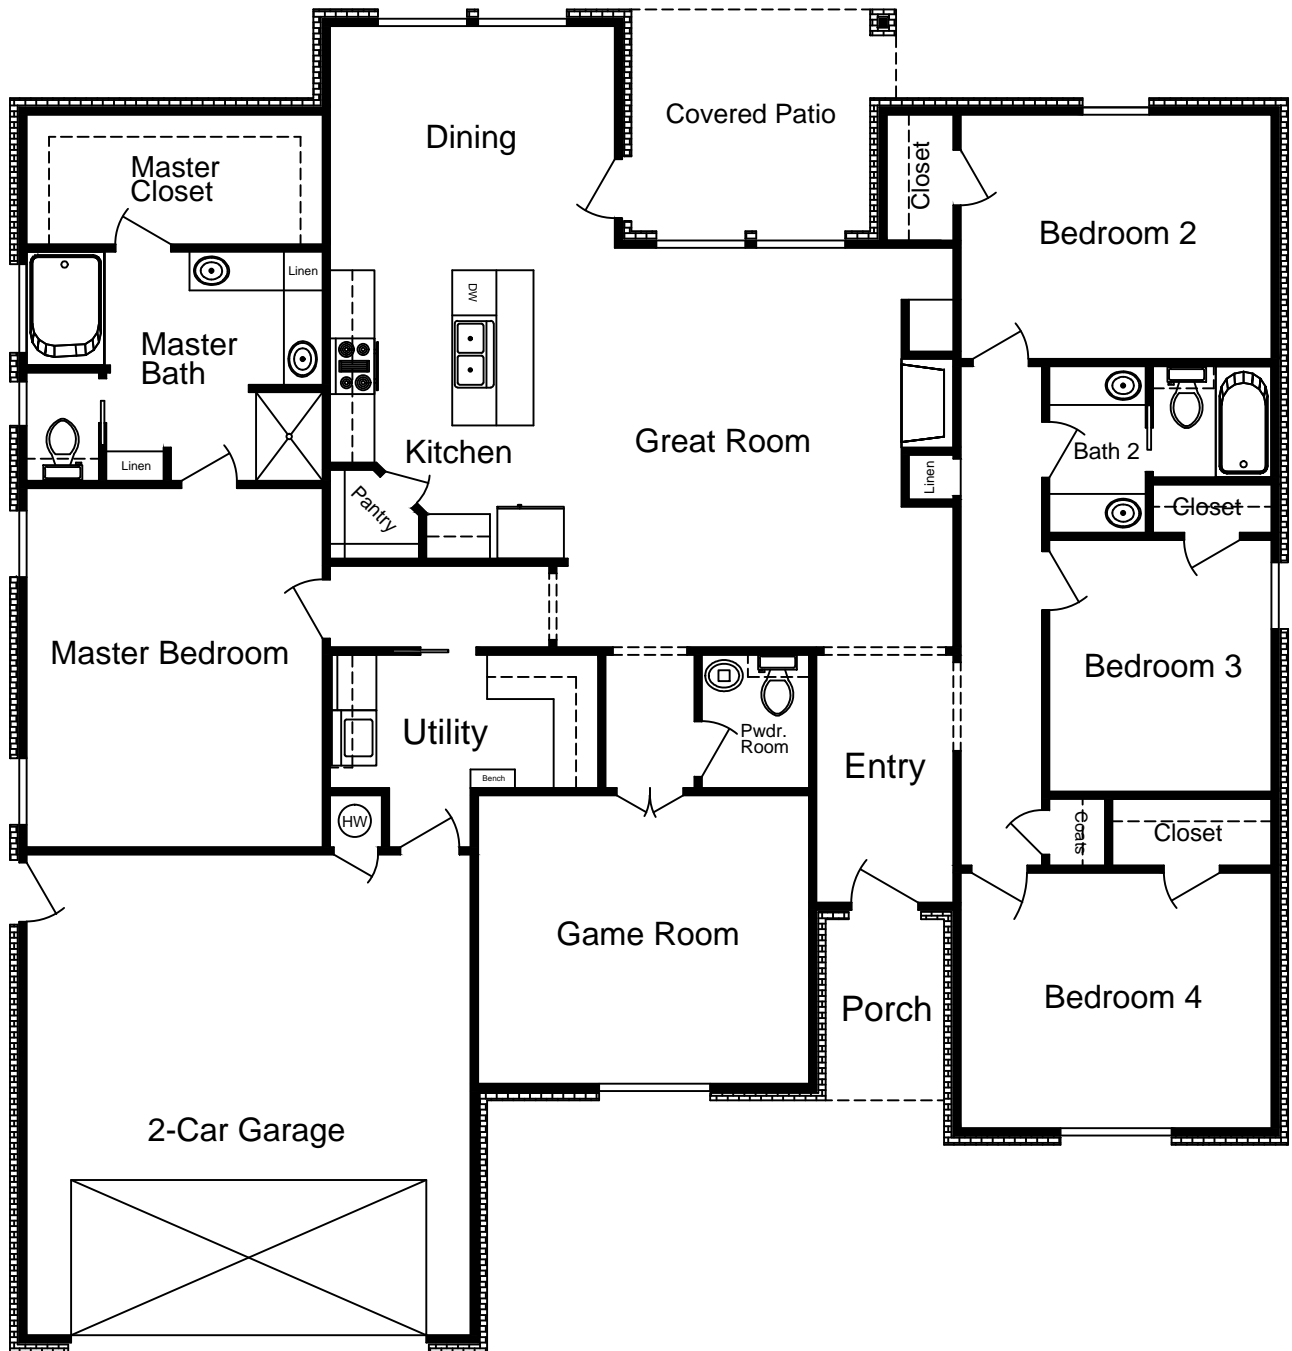 Covered Patio
Dining
Master
Closet
Closet
Bedroom 2
Linen
DW
Master
Bath
Kitchen
Great Room
Bath 2
Linen
Linen
Pantry
Closet
Master Bedroom
Bedroom 3
Utility
Pwdr.
Room
Entry
Bench
HW
Coats
Closet
Game Room
Bedroom 4
Porch
2-Car Garage